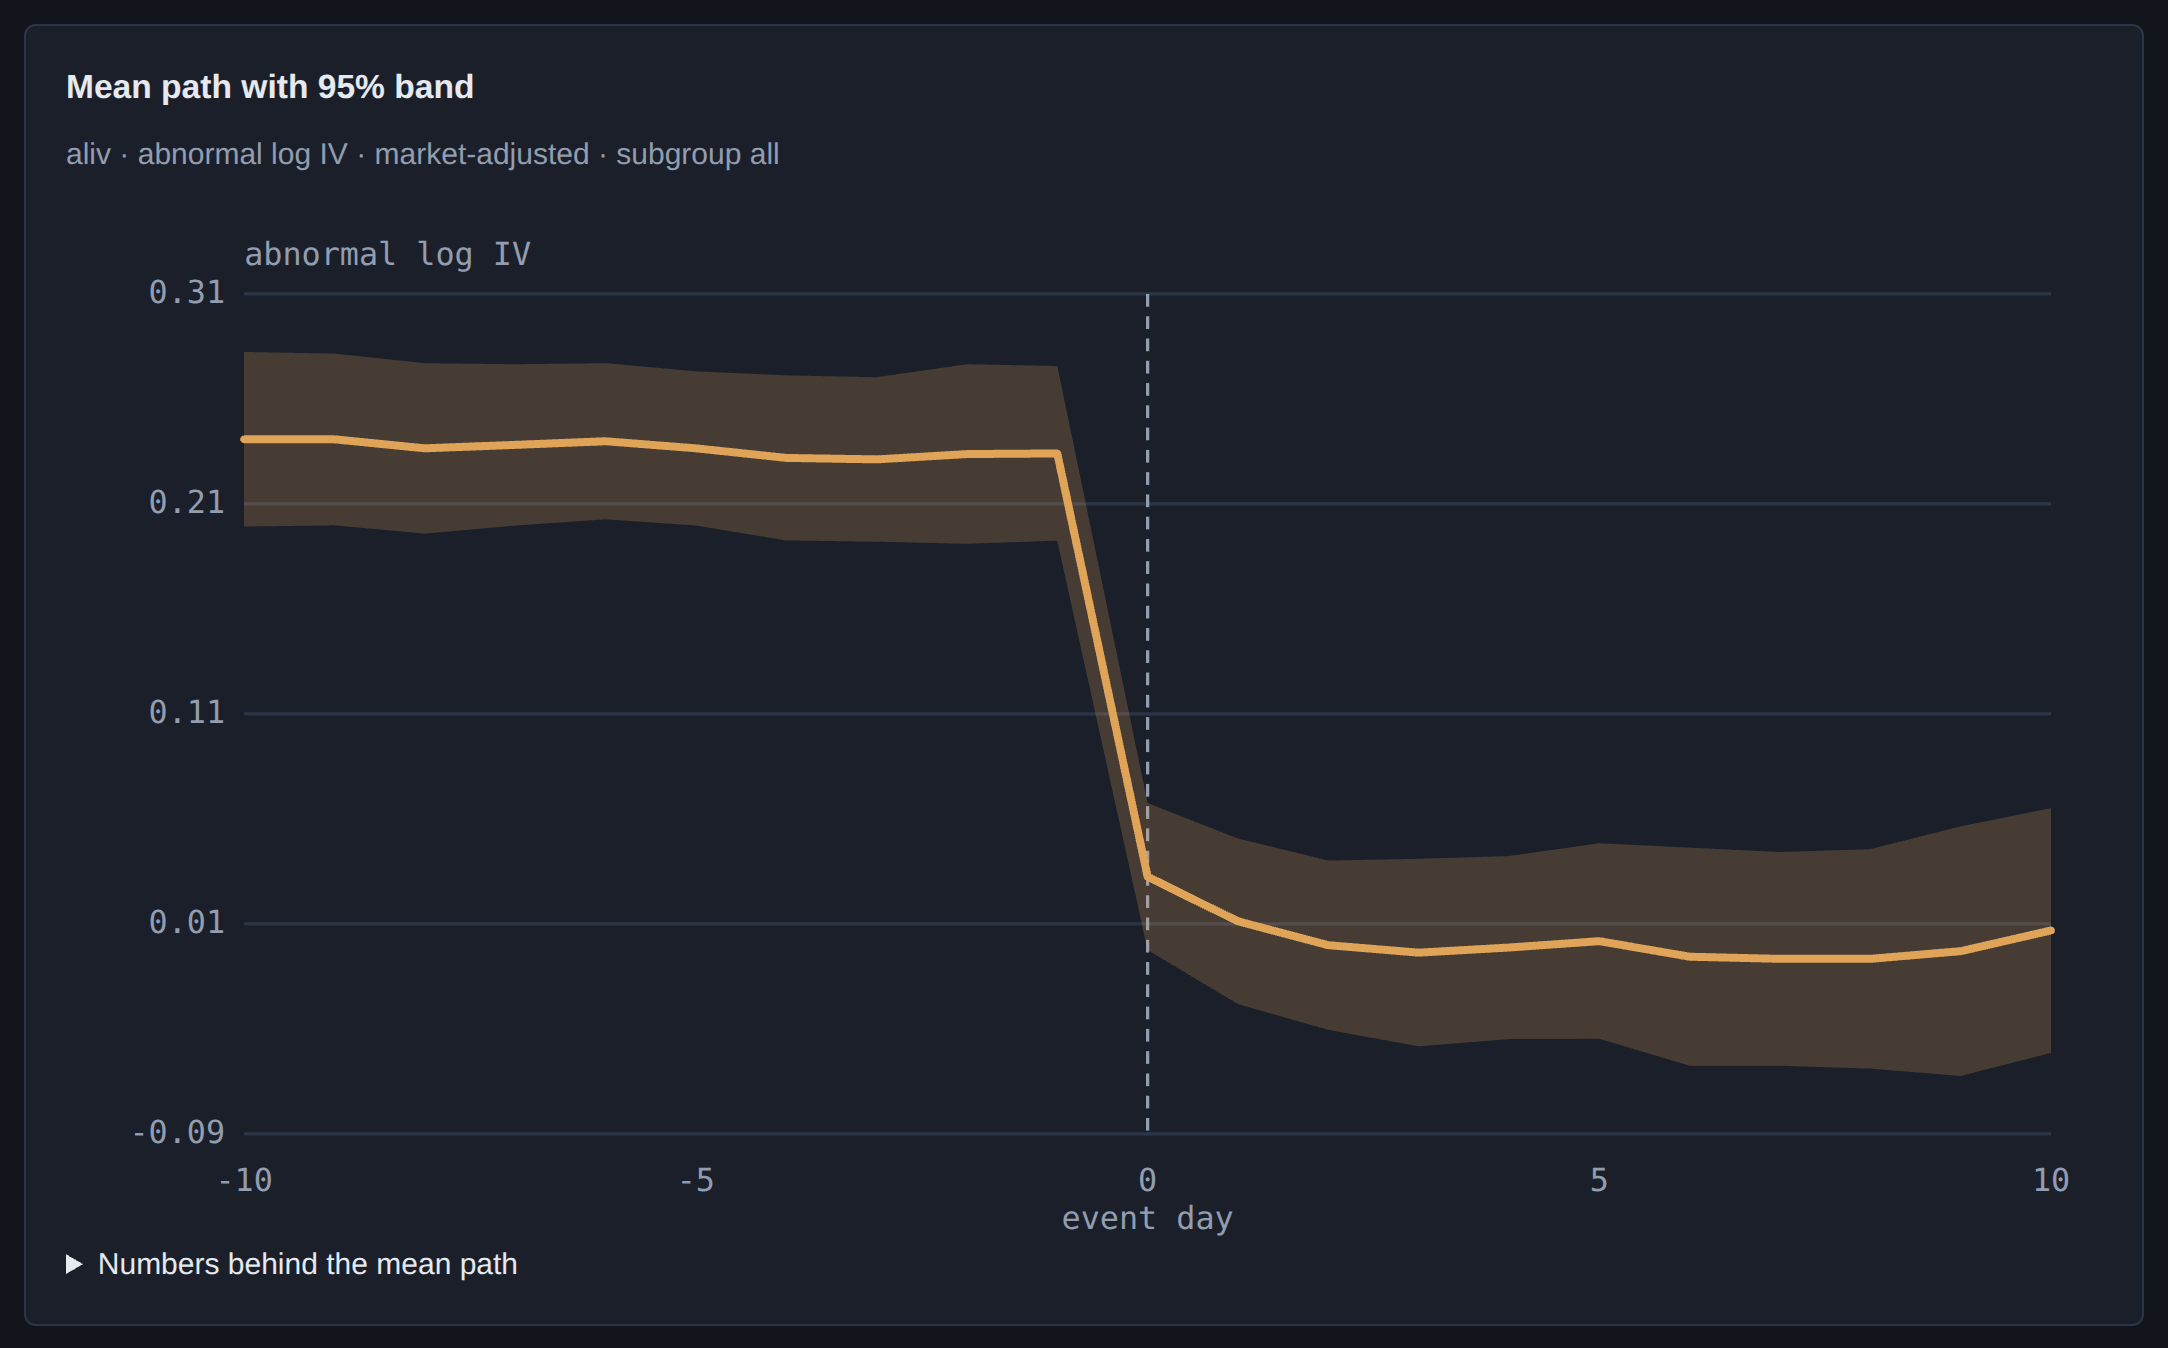 Mean path with 95% band
aliv · abnormal log IV · market-adjusted · subgroup all
abnormal log IV
0.31
0.21
0.11
0.01
-0.09
-10 -5 0 5 10
event day
Numbers behind the mean path